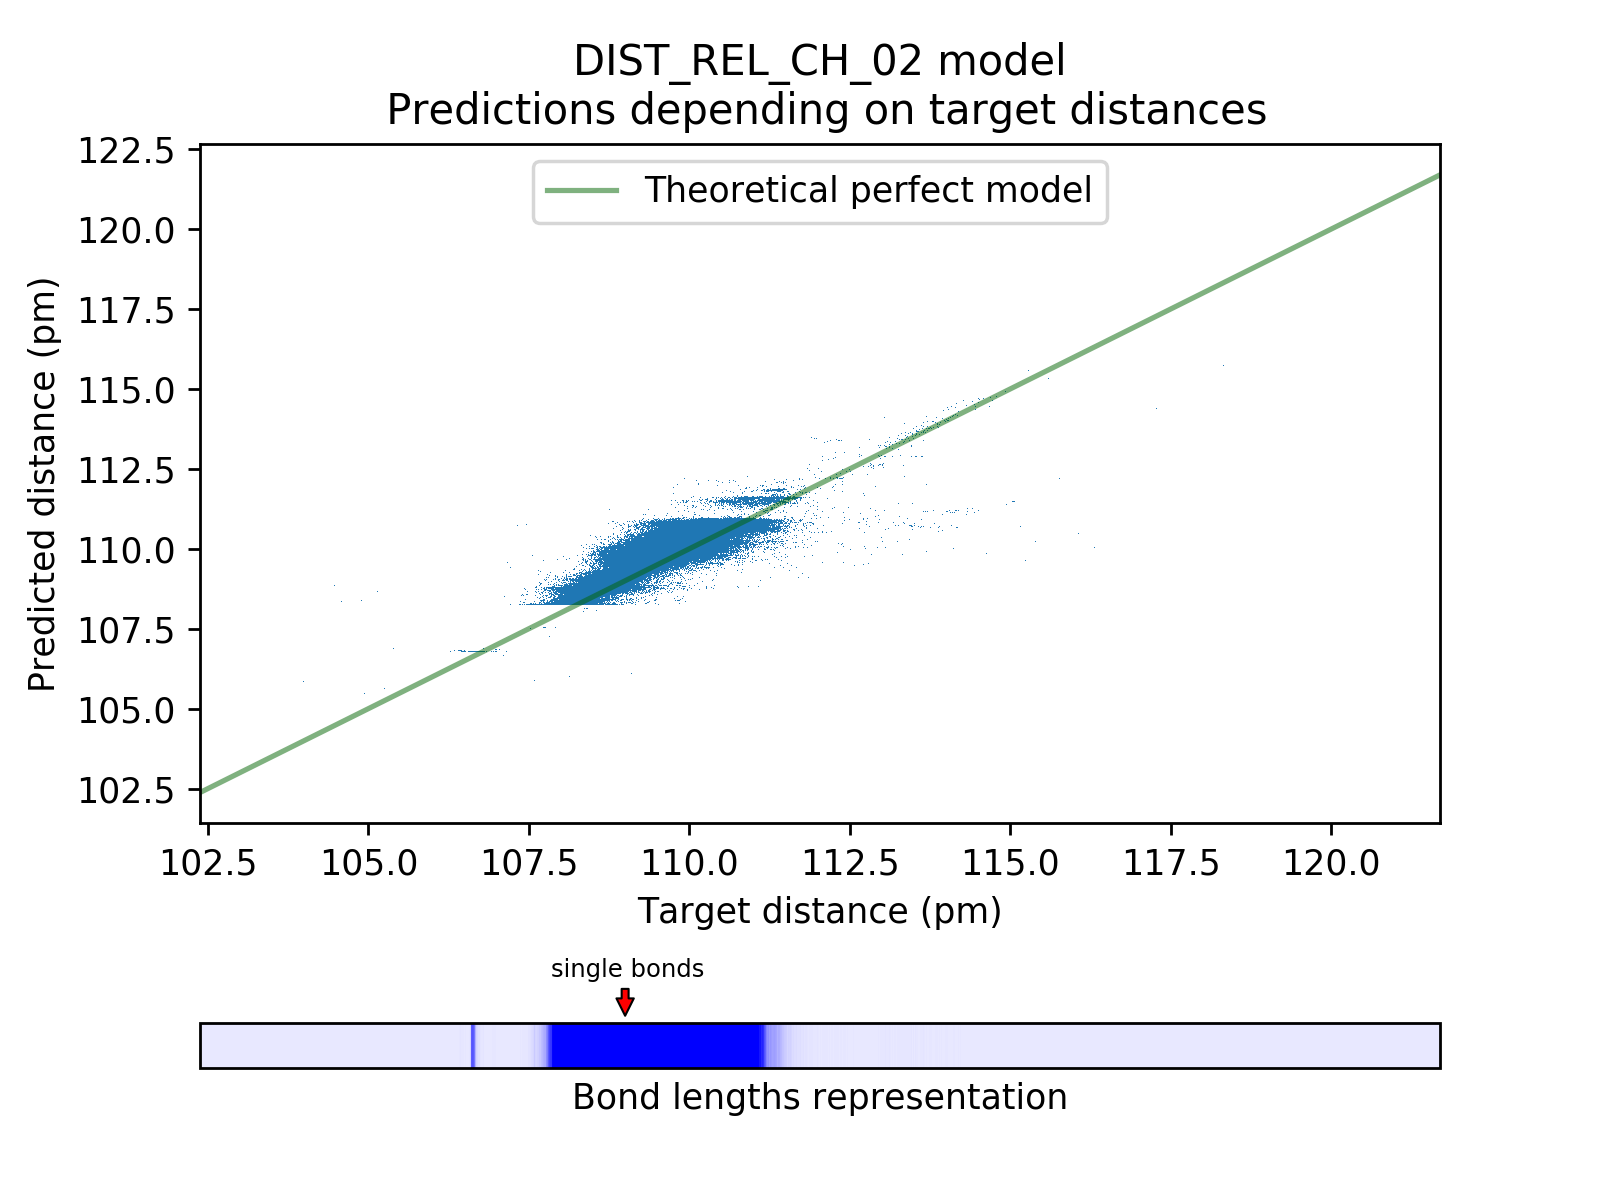 DIST_REL_CH_02 model
Predictions depending on target distances
Theoretical perfect model
122.5
120.0
117.5
115.0
112.5
110.0
107.5
105.0
102.5
Predicted distance (pm)
102.5 105.0 107.5 110.0 112.5 115.0 117.5 120.0
Target distance (pm)
single bonds
Bond lengths representation